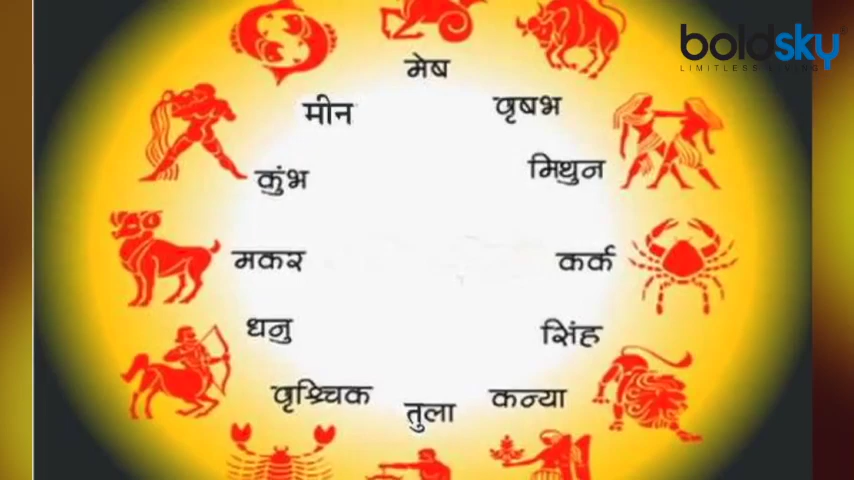 boldsky
LIMITLESS LIVING
मेष
मीन
वृषभ
कुंभ
मिथुन
मकर
कर्क
धनु
सिंह
वृश्चिक
तुला
कन्या